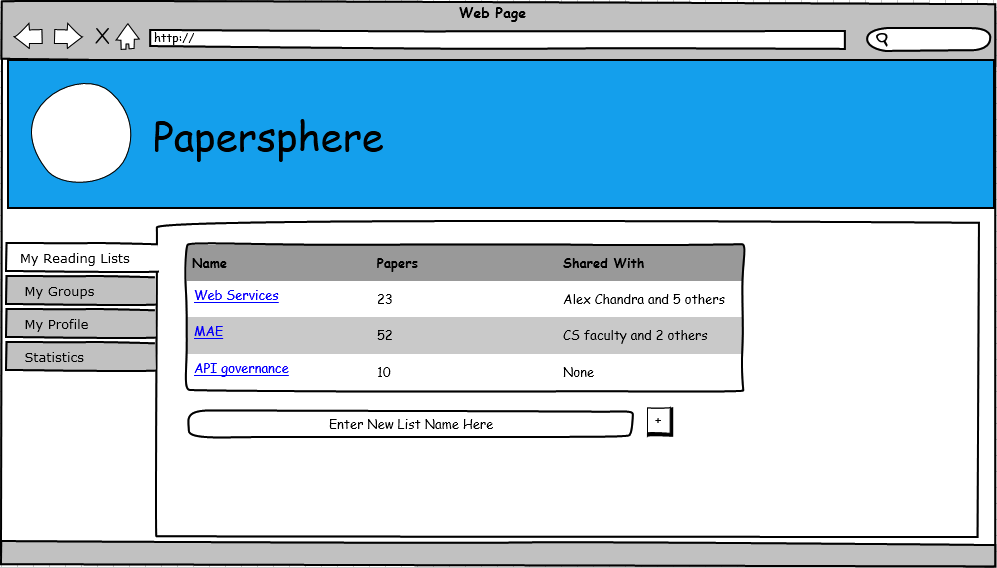 Web Page
http://
Papersphere
My Reading Lists
My Groups
My Profile
Statistics
Name Papers Shared With
Web Services 23 Alex Chandra and 5 others
MAE 52 CS faculty and 2 others
API governance 10 None
Enter New List Name Here +